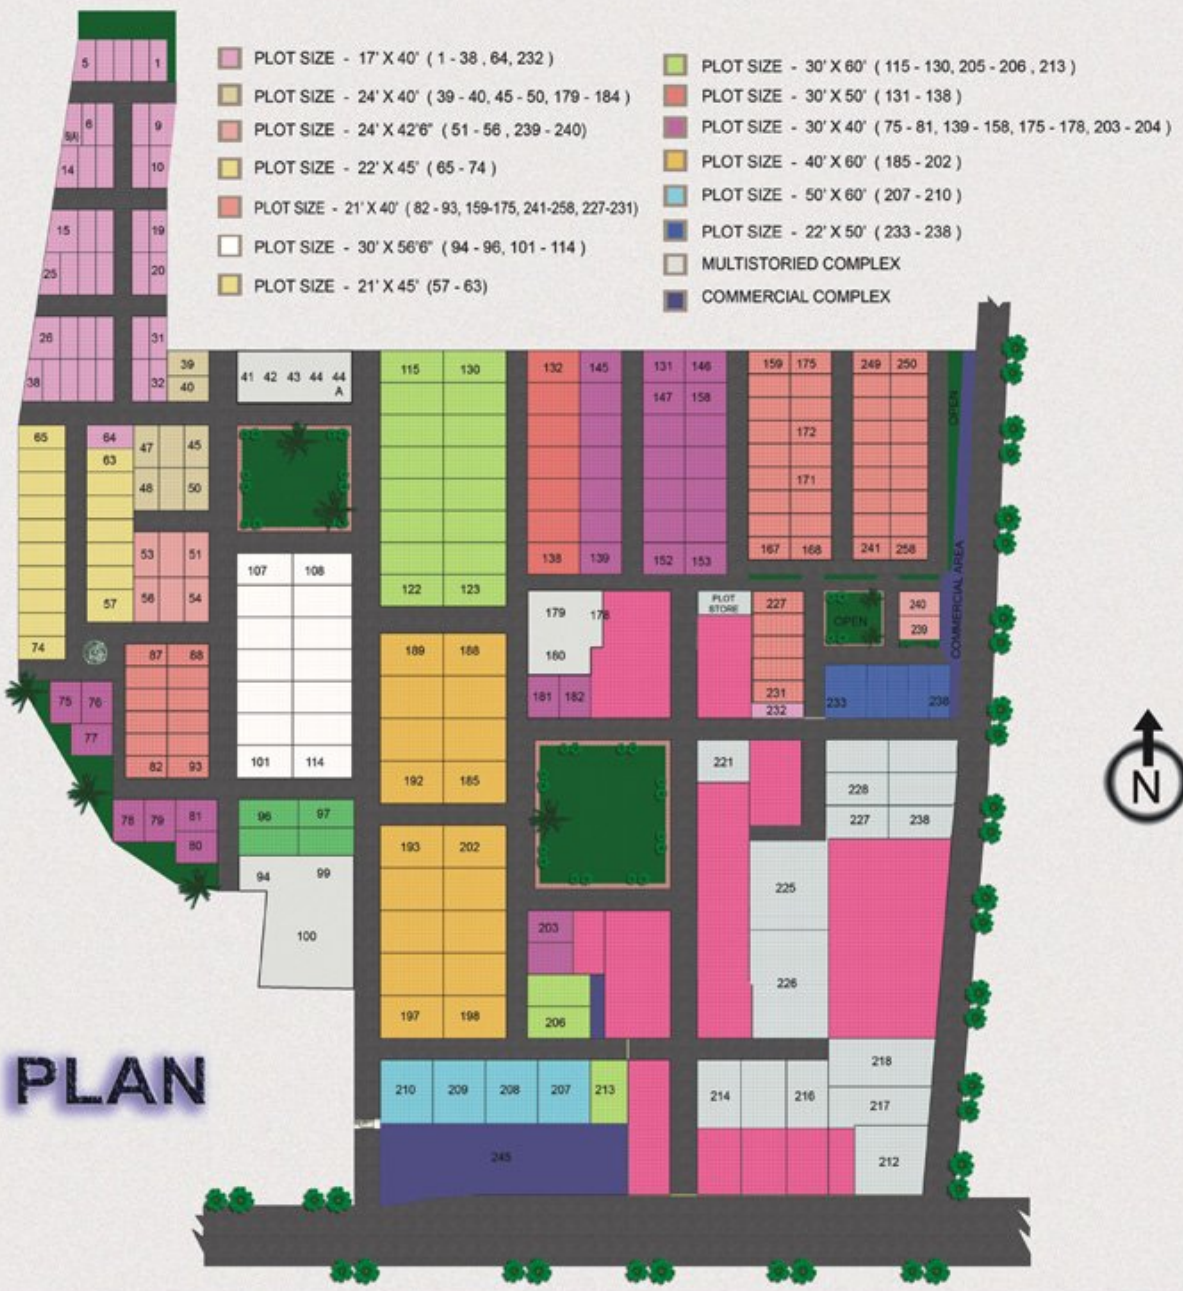 PLOT SIZE - 17' X 40' ( 1 - 38 , 64, 232 )
PLOT SIZE - 24' X 40' ( 39 - 40, 45 - 50, 179 - 184 )
PLOT SIZE - 24' X 42'6" ( 51 - 56 , 239 - 240)
PLOT SIZE - 22' X 45' ( 65 - 74 )
PLOT SIZE - 21' X 40' ( 82 - 93, 159-175, 241-258, 227-231)
PLOT SIZE - 30' X 56'6" ( 94 - 96, 101 - 114 )
PLOT SIZE - 21' X 45' (57 - 63)
PLOT SIZE - 30' X 60' ( 115 - 130, 205 - 206 , 213 )
PLOT SIZE - 30' X 50' ( 131 - 138 )
PLOT SIZE - 30' X 40' ( 75 - 81, 139 - 158, 175 - 178, 203 - 204 )
PLOT SIZE - 40' X 60' ( 185 - 202 )
PLOT SIZE - 50' X 60' ( 207 - 210 )
PLOT SIZE - 22' X 50' ( 233 - 238 )
MULTISTORIED COMPLEX
COMMERCIAL COMPLEX
5 1
6 9
14 10
15 19
25 20
26 31
38 32
39
40
41 42 43 44 44
A
115 130
132 145
131 146
147 158
159 175
249 250
172
171
OPEN
COMMERCIAL AREA
65
64
63
47 45
48 50
53 51
56 54
57
74
107 108
122 123
138 139
152 153
167 168
241 258
179 178
180
181 182
PLOT
STORE
227
231
232
OPEN
240
239
233 238
87 88
75 76
77
82 93
101 114
189 188
192 185
78 79 81
80
96 97
94 99
100
193 202
197 198
221
228
227 238
225
226
203
206
210 209 208 207 213
245
214 216
218
217
212
N
PLAN